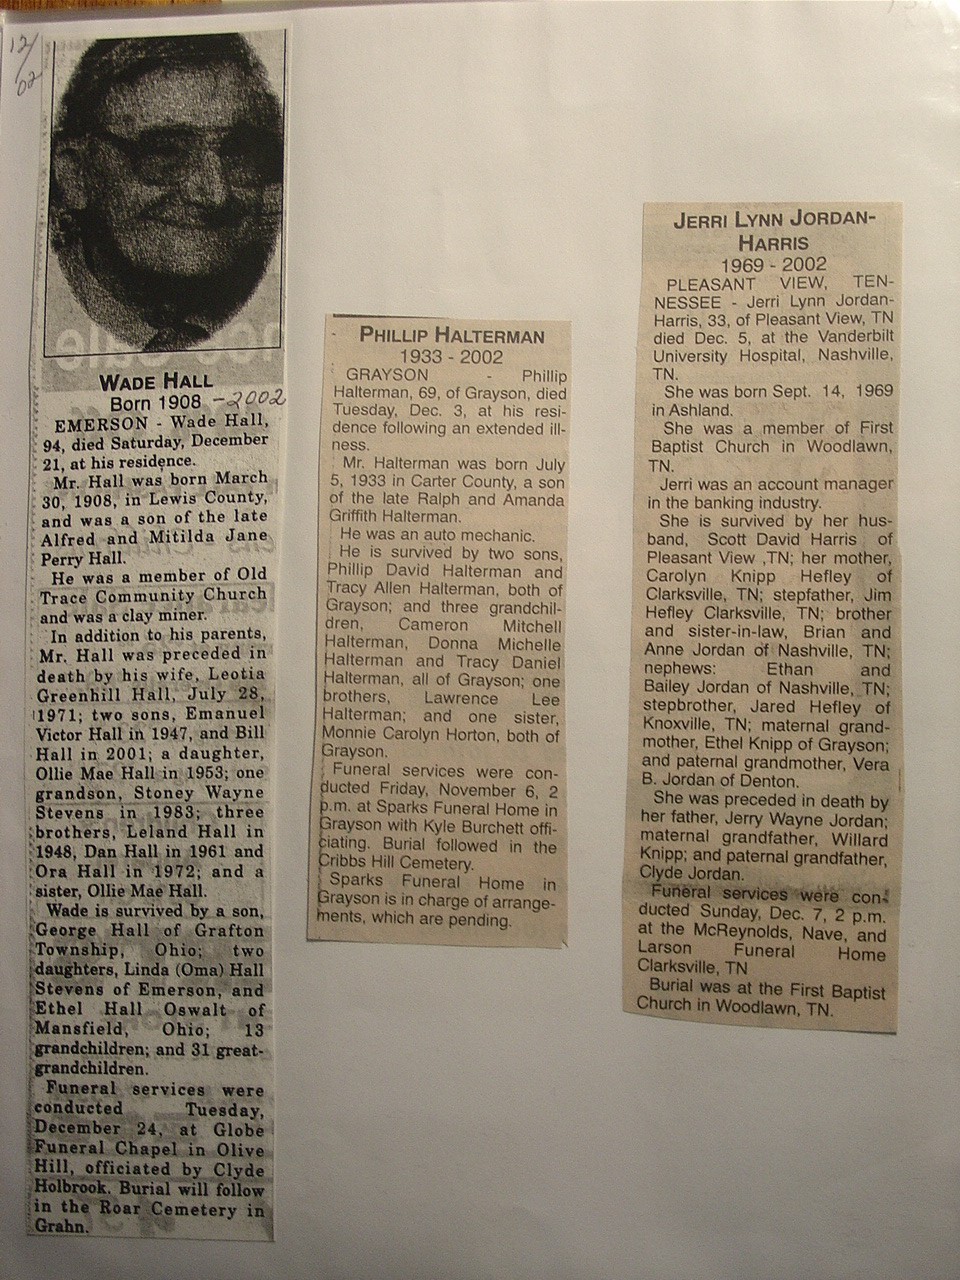 12/
02
WADE HALL
Born 1908 - 2002
EMERSON - Wade Hall,
94, died Saturday, December
21, at his residence.
Mr. Hall was born March
30, 1908, in Lewis County,
and was a son of the late
Alfred and Mitilda Jane
Perry Hall.
He was a member of Old
Trace Community Church
and was a clay miner.
In addition to his parents,
Mr. Hall was preceded in
death by his wife, Leotia
Greenhill Hall, July 28,
1971; two sons, Emanuel
Victor Hall in 1947, and Bill
Hall in 2001; a daughter,
Ollie Mae Hall in 1953; one
grandson, Stoney Wayne
Stevens in 1983; three
brothers, Leland Hall in
1948, Dan Hall in 1961 and
Ora Hall in 1972; and a
sister, Ollie Mae Hall.
Wade is survived by a son,
George Hall of Grafton
Township, Ohio; two
daughters, Linda (Oma) Hall
Stevens of Emerson, and
Ethel Hall Oswalt of
Mansfield, Ohio; 13
grandchildren; and 31 great-
grandchildren.
Funeral services were
conducted Tuesday,
December 24, at Globe
Funeral Chapel in Olive
Hill, officiated by Clyde
Holbrook. Burial will follow
in the Roar Cemetery in
Grahn.
PHILLIP HALTERMAN
1933 - 2002
GRAYSON - Phillip
Halterman, 69, of Grayson, died
Tuesday, Dec. 3, at his resi-
dence following an extended ill-
ness.
Mr. Halterman was born July
5, 1933 in Carter County, a son
of the late Ralph and Amanda
Griffith Halterman.
He was an auto mechanic.
He is survived by two sons,
Phillip David Halterman and
Tracy Allen Halterman, both of
Grayson; and three grandchil-
dren, Cameron Mitchell
Halterman, Donna Michelle
Halterman and Tracy Daniel
Halterman, all of Grayson; one
brothers, Lawrence Lee
Halterman; and one sister,
Monnie Carolyn Horton, both of
Grayson.
Funeral services were con-
ducted Friday, November 6, 2
p.m. at Sparks Funeral Home in
Grayson with Kyle Burchett offi-
ciating. Burial followed in the
Cribbs Hill Cemetery.
Sparks Funeral Home in
Grayson is in charge of arrange-
ments, which are pending.
JERRI LYNN JORDAN-
HARRIS
1969 - 2002
PLEASANT VIEW, TEN-
NESSEE - Jerri Lynn Jordan-
Harris, 33, of Pleasant View, TN
died Dec. 5, at the Vanderbilt
University Hospital, Nashville,
TN.
She was born Sept. 14, 1969
in Ashland.
She was a member of First
Baptist Church in Woodlawn,
TN.
Jerri was an account manager
in the banking industry.
She is survived by her hus-
band, Scott David Harris of
Pleasant View ,TN; her mother,
Carolyn Knipp Hefley of
Clarksville, TN; stepfather, Jim
Hefley Clarksville, TN; brother
and sister-in-law, Brian and
Anne Jordan of Nashville, TN;
nephews: Ethan and
Bailey Jordan of Nashville, TN;
stepbrother, Jared Hefley of
Knoxville, TN; maternal grand-
mother, Ethel Knipp of Grayson;
and paternal grandmother, Vera
B. Jordan of Denton.
She was preceded in death by
her father, Jerry Wayne Jordan;
maternal grandfather, Willard
Knipp; and paternal grandfather,
Clyde Jordan.
Funeral services were con-
ducted Sunday, Dec. 7, 2 p.m.
at the McReynolds, Nave, and
Larson Funeral Home
Clarksville, TN
Burial was at the First Baptist
Church in Woodlawn, TN.